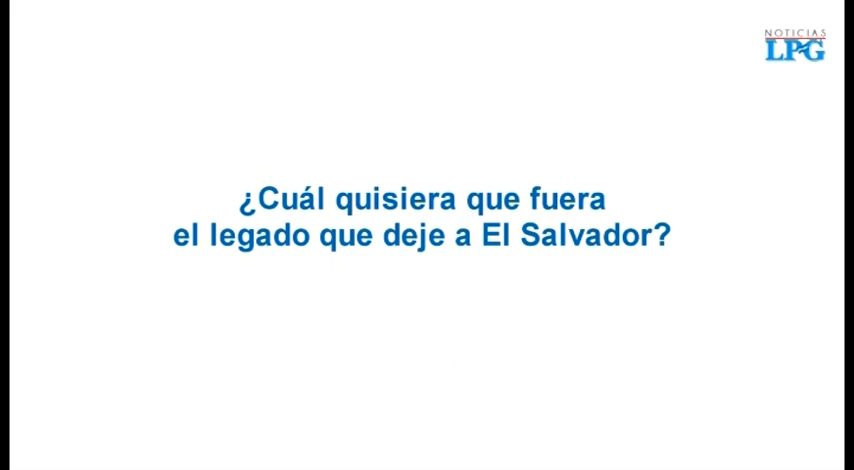 NOTICIAS
LPG
¿Cuál quisiera que fuera
el legado que deje a El Salvador?